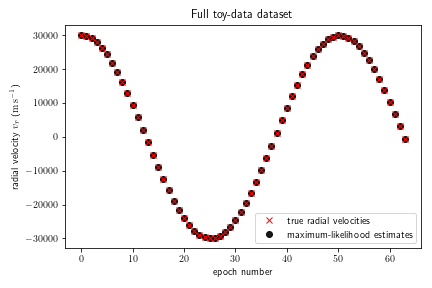 Full toy-data dataset
30000
20000
10000
0
−10000
−20000
−30000
radial velocity vᵣ (m s⁻¹)
true radial velocities
maximum-likelihood estimates
0 10 20 30 40 50 60
epoch number